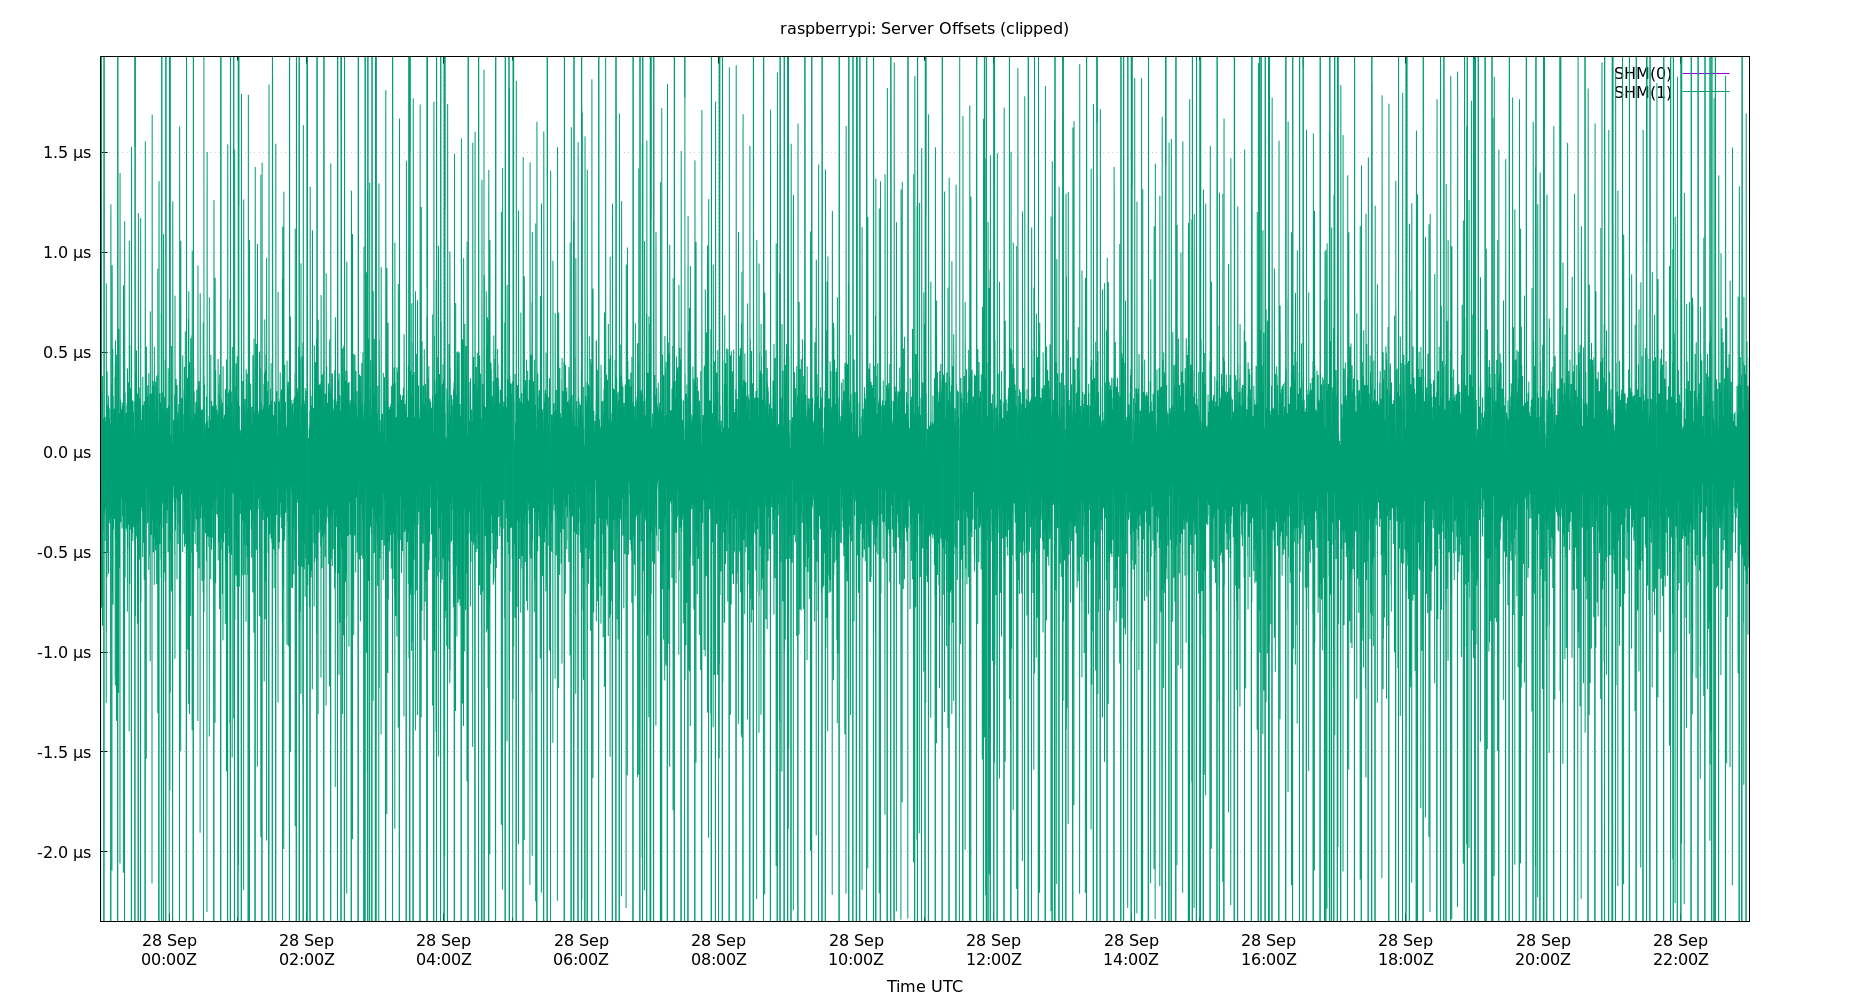 raspberrypi: Server Offsets (clipped)
SHM(0)
SHM(1)
1.5 µs
1.0 µs
0.5 µs
0.0 µs
-0.5 µs
-1.0 µs
-1.5 µs
-2.0 µs
28 Sep 28 Sep 28 Sep 28 Sep 28 Sep 28 Sep 28 Sep 28 Sep 28 Sep 28 Sep 28 Sep 28 Sep
00:00Z 02:00Z 04:00Z 06:00Z 08:00Z 10:00Z 12:00Z 14:00Z 16:00Z 18:00Z 20:00Z 22:00Z
Time UTC